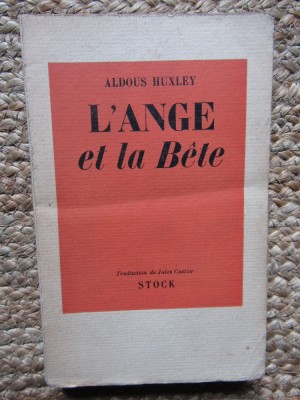 ALDOUS HUXLEY
L'ANGE
et la Bête
Traduction de Jules Castier
STOCK